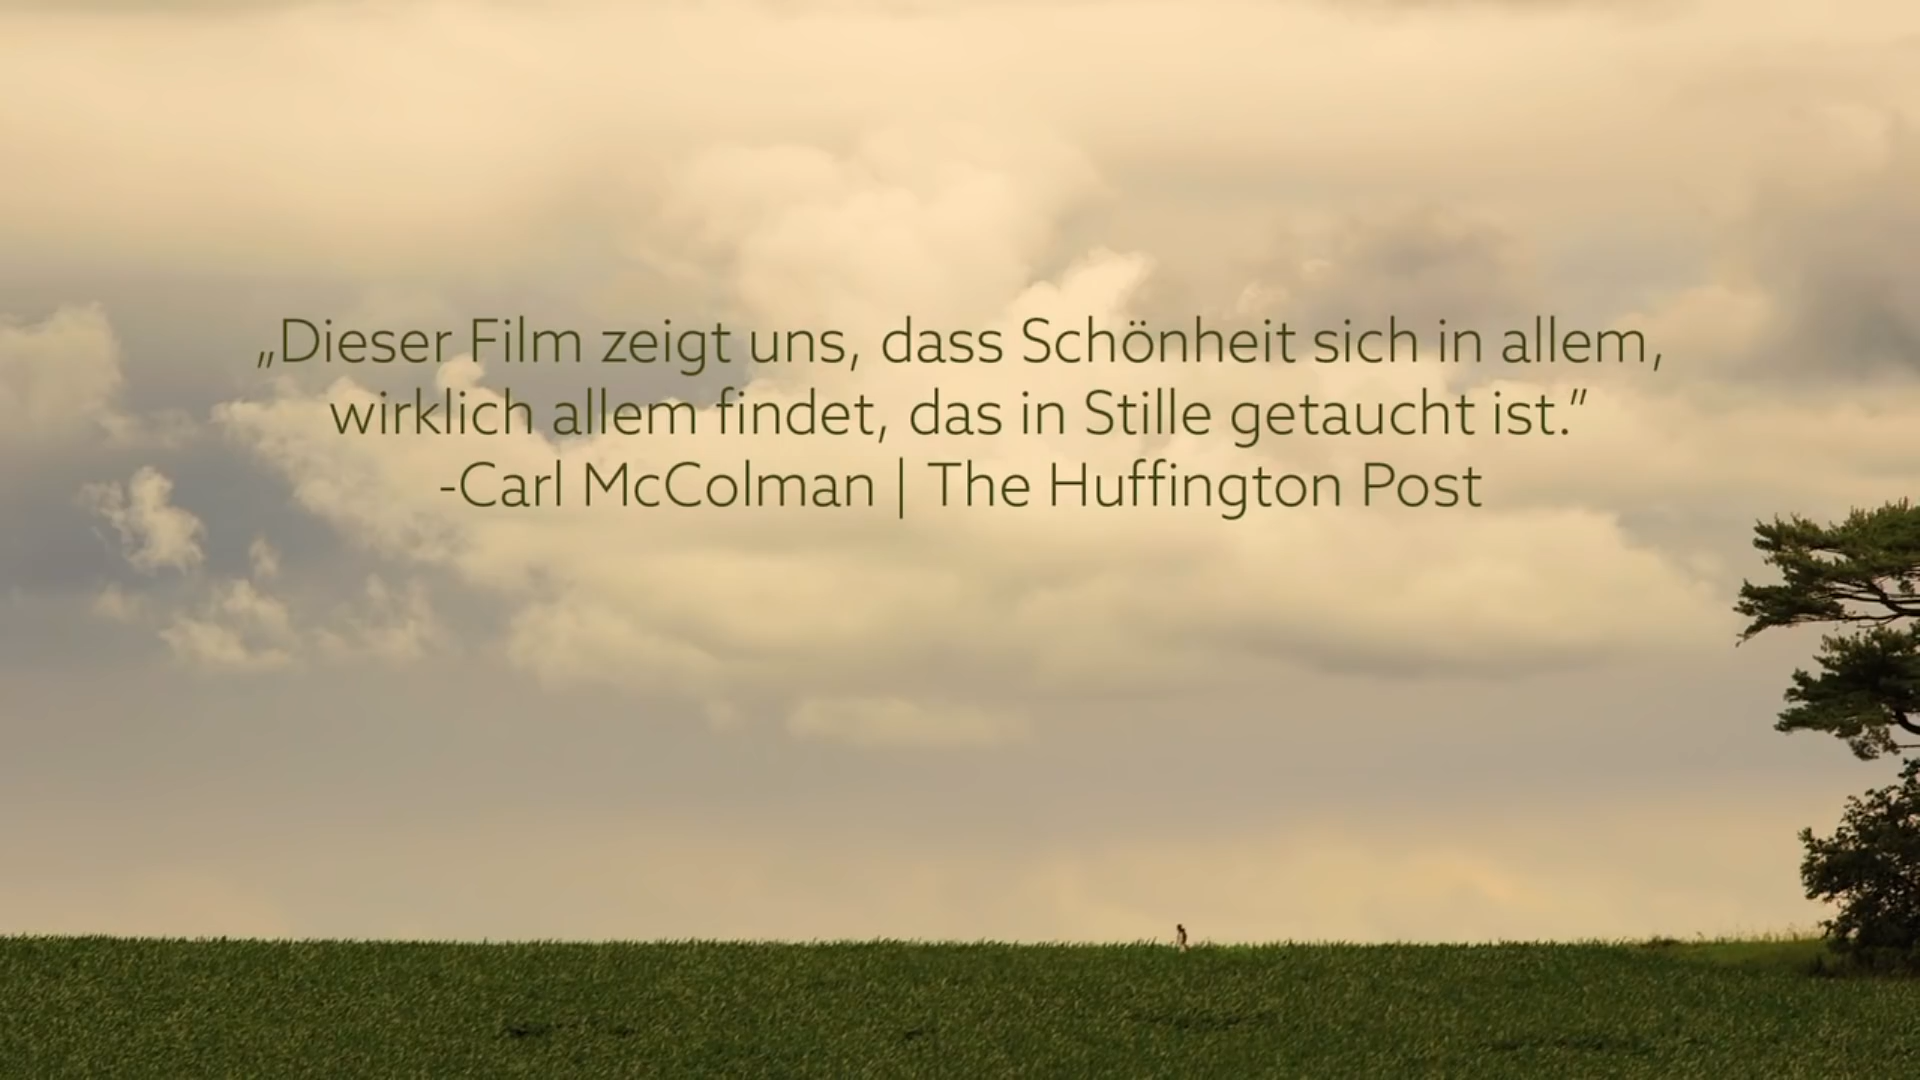 „Dieser Film zeigt uns, dass Schönheit sich in allem,
wirklich allem findet, das in Stille getaucht ist.”
-Carl McColman | The Huffington Post